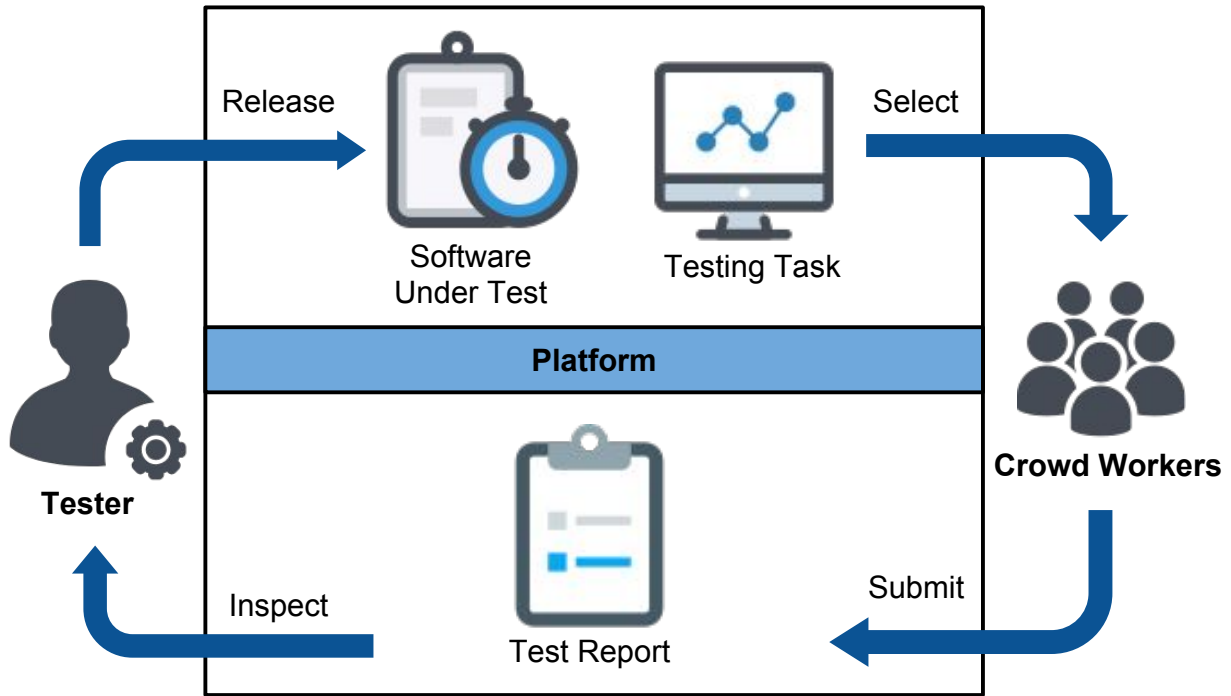 Release
Select
Software
Under Test
Testing Task
Platform
Tester
Crowd Workers
Inspect
Submit
Test Report